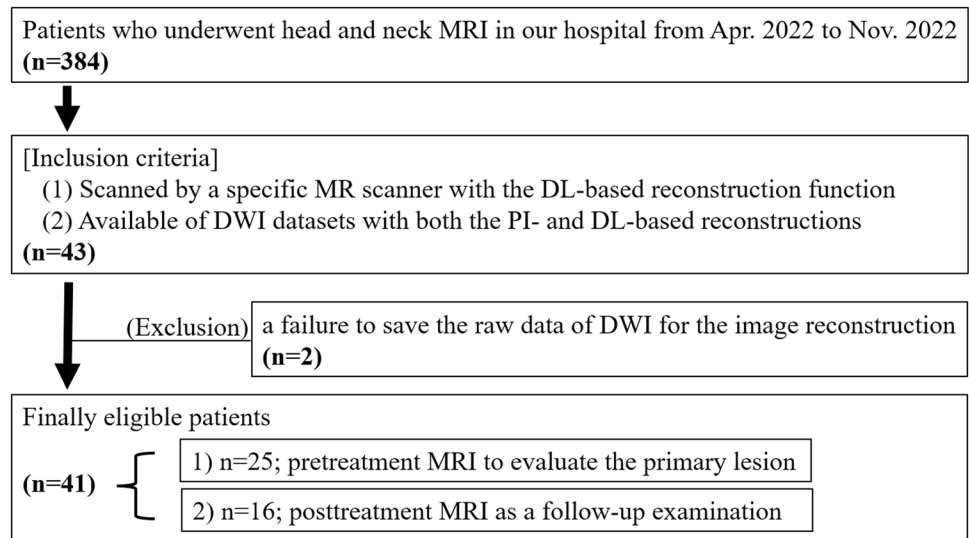 Patients who underwent head and neck MRI in our hospital from Apr. 2022 to Nov. 2022
(n=384)
[Inclusion criteria]
(1) Scanned by a specific MR scanner with the DL-based reconstruction function
(2) Available of DWI datasets with both the PI- and DL-based reconstructions
(n=43)
(Exclusion)
a failure to save the raw data of DWI for the image reconstruction
(n=2)
Finally eligible patients
(n=41)
1) n=25; pretreatment MRI to evaluate the primary lesion
2) n=16; posttreatment MRI as a follow-up examination